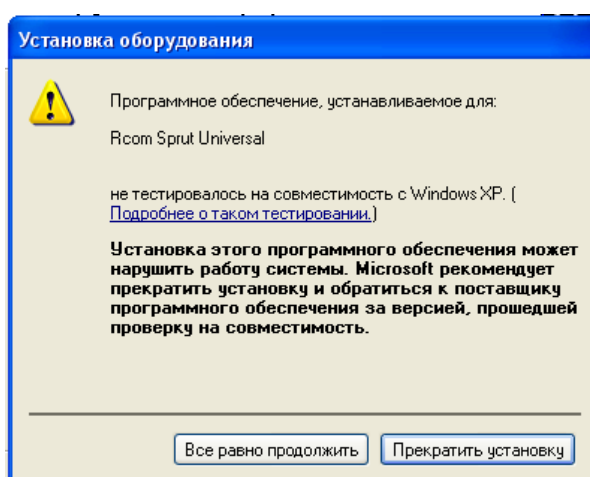 Установка оборудования
Программное обеспечение, устанавливаемое для:
Rcom Sprut Universal
не тестировалось на совместимость с Windows XP. (
Подробнее о таком тестировании.)
Установка этого программного обеспечения может
нарушить работу системы. Microsoft рекомендует
прекратить установку и обратиться к поставщику
программного обеспечения за версией, прошедшей
проверку на совместимость.
Все равно продолжить Прекратить установку